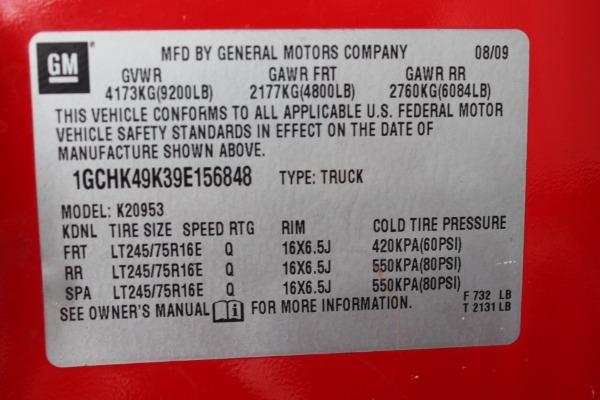 GM
MFD BY GENERAL MOTORS COMPANY 08/09
GVWR GAWR FRT GAWR RR
4173KG(9200LB) 2177KG(4800LB) 2760KG(6084LB)
THIS VEHICLE CONFORMS TO ALL APPLICABLE U.S. FEDERAL MOTOR
VEHICLE SAFETY STANDARDS IN EFFECT ON THE DATE OF
MANUFACTURE SHOWN ABOVE.
1GCHK49K39E156848 TYPE: TRUCK
MODEL: K20953
KDNL TIRE SIZE SPEED RTG RIM COLD TIRE PRESSURE
FRT LT245/75R16E Q 16X6.5J 420KPA(60PSI)
RR LT245/75R16E Q 16X6.5J 550KPA(80PSI)
SPA LT245/75R16E Q 16X6.5J 550KPA(80PSI)
SEE OWNER'S MANUAL i FOR MORE INFORMATION.
F 732 LB
T 2131 LB